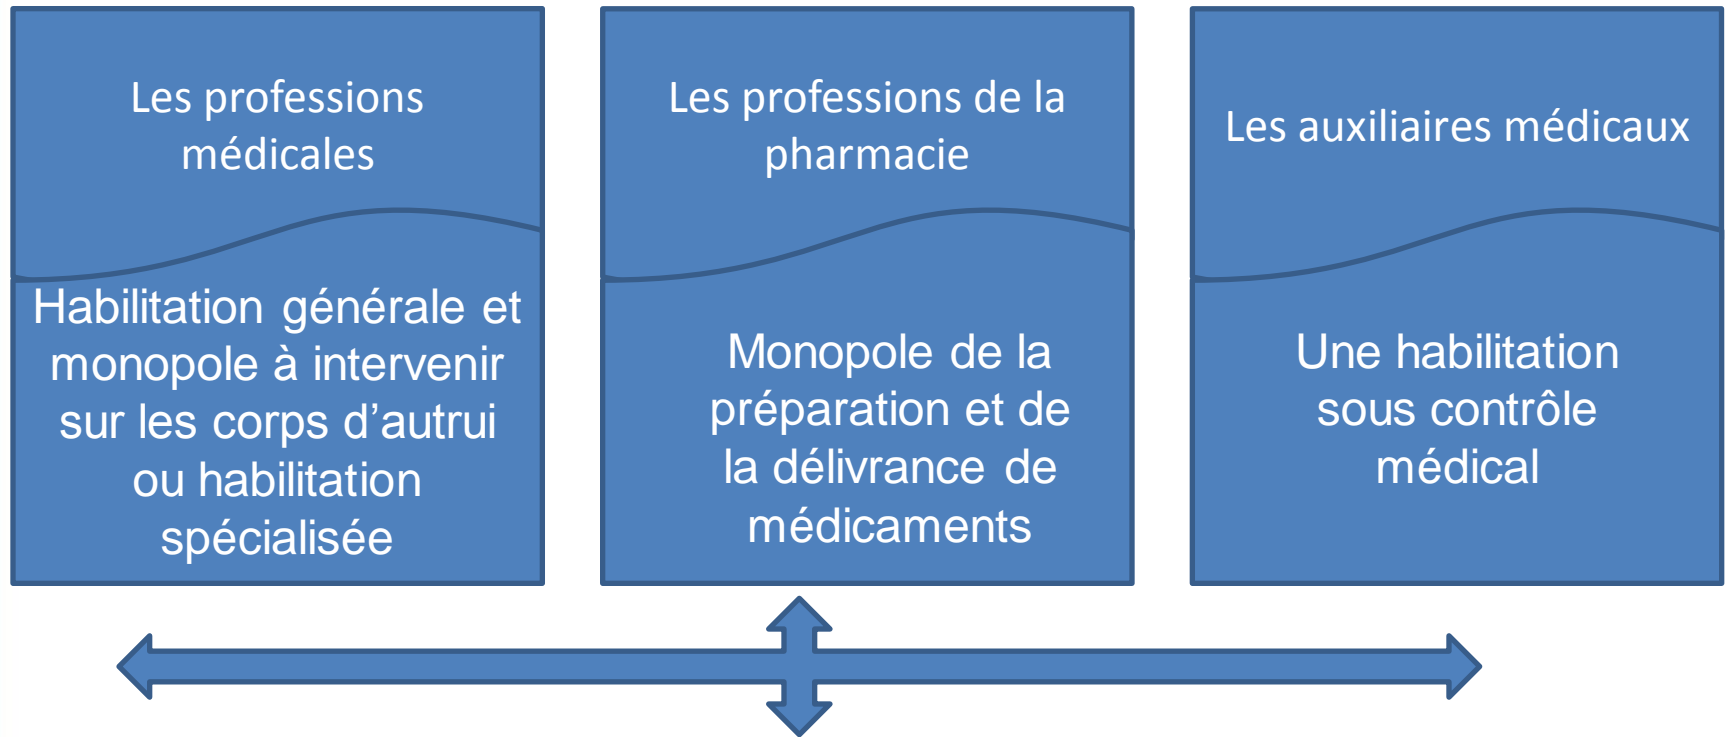 Les professions
médicales
Habilitation générale et
monopole à intervenir
sur les corps d’autrui
ou habilitation
spécialisée
Les professions de la
pharmacie
Monopole de la
préparation et de
la délivrance de
médicaments
Les auxiliaires médicaux
Une habilitation
sous contrôle
médical